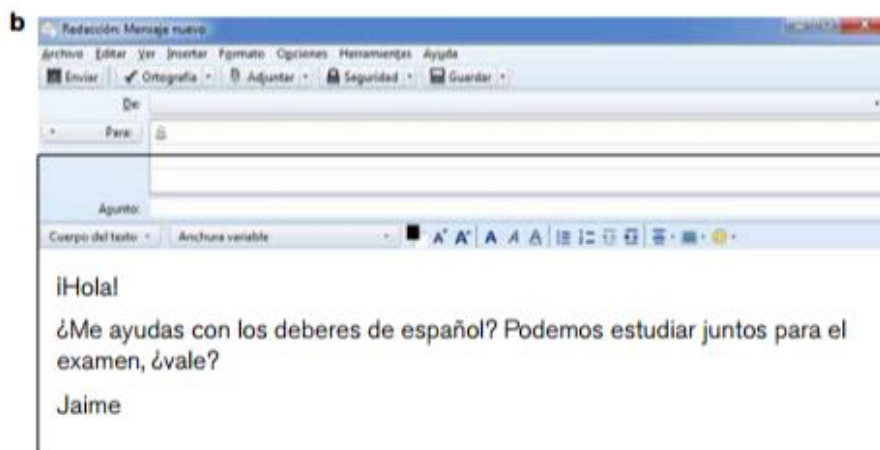 b
Redacción: Mensaje nuevo
Archivo Editar Ver Insertar Formato Opciones Herramientas Ayuda
Enviar Ortografía Adjuntar Seguridad Guardar
De:
Para:
Asunto:
Cuerpo del texto Anchura variable
¡Hola!
¿Me ayudas con los deberes de español? Podemos estudiar juntos para el
examen, ¿vale?
Jaime